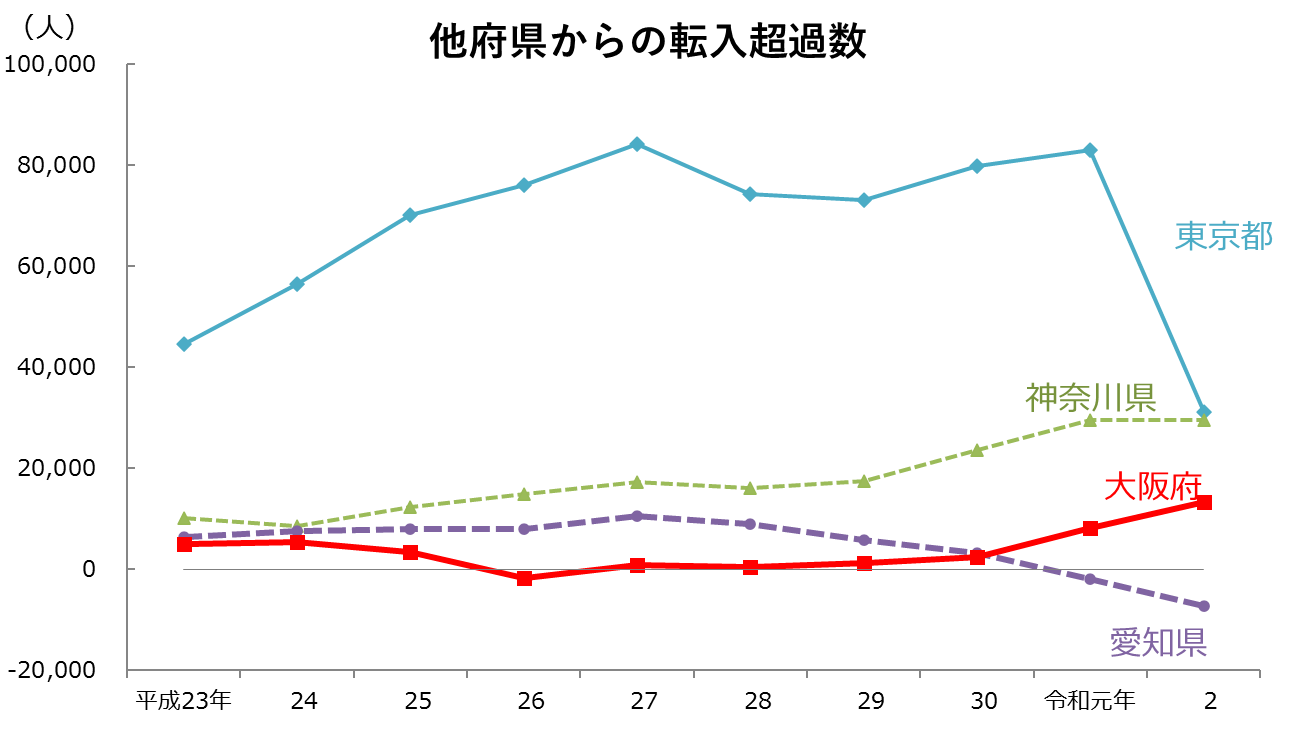 （人）
他府県からの転入超過数
100,000
80,000
60,000
40,000
20,000
0
-20,000
東京都
神奈川県
大阪府
愛知県
平成23年 24 25 26 27 28 29 30 令和元年 2